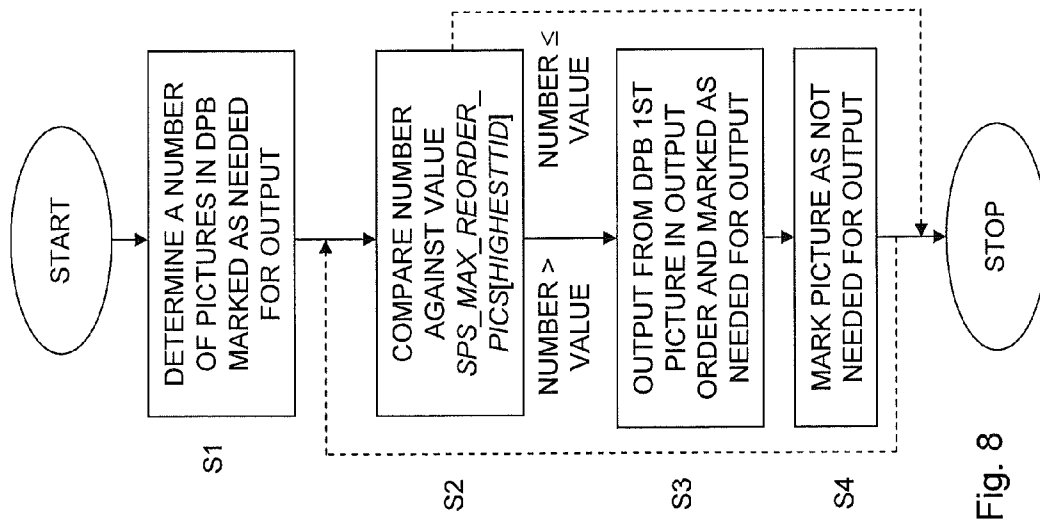 START
S1
DETERMINE A NUMBER
OF PICTURES IN DPB
MARKED AS NEEDED
FOR OUTPUT
S2
COMPARE NUMBER
AGAINST VALUE
SPS_MAX_REORDER_
PICS[HIGHESTTID]
NUMBER >
VALUE
NUMBER ≤
VALUE
S3
OUTPUT FROM DPB 1ST
PICTURE IN OUTPUT
ORDER AND MARKED AS
NEEDED FOR OUTPUT
S4
MARK PICTURE AS NOT
NEEDED FOR OUTPUT
STOP
Fig. 8